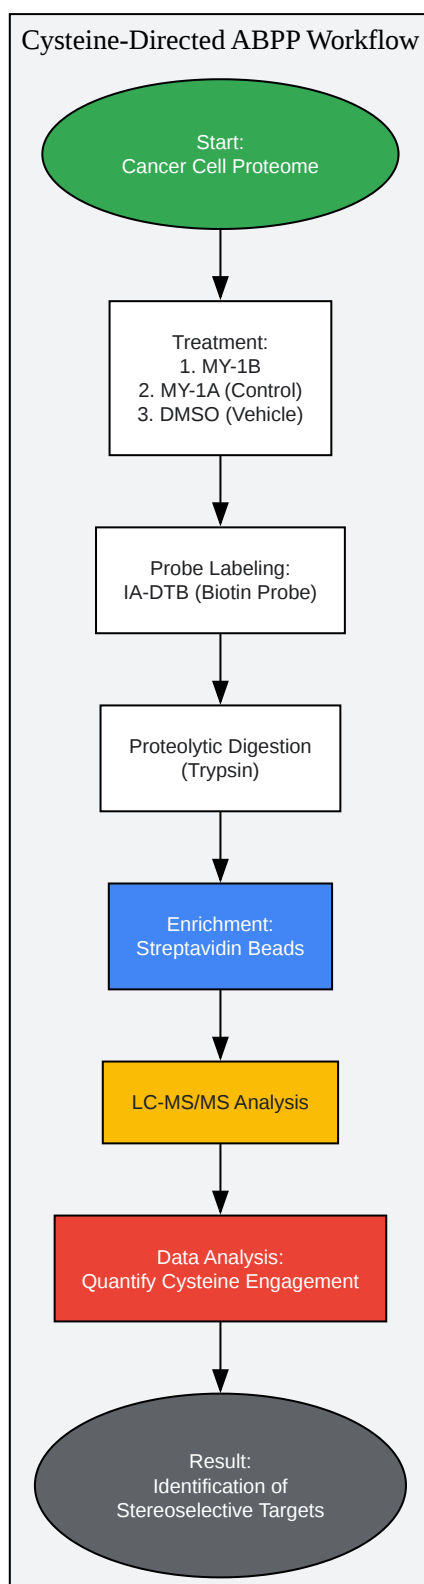 Cysteine-Directed ABPP Workflow
Start:
Cancer Cell Proteome
Treatment:
1. MY-1B
2. MY-1A (Control)
3. DMSO (Vehicle)
Probe Labeling:
IA-DTB (Biotin Probe)
Proteolytic Digestion
(Trypsin)
Enrichment:
Streptavidin Beads
LC-MS/MS Analysis
Data Analysis:
Quantify Cysteine Engagement
Result:
Identification of
Stereoselective Targets